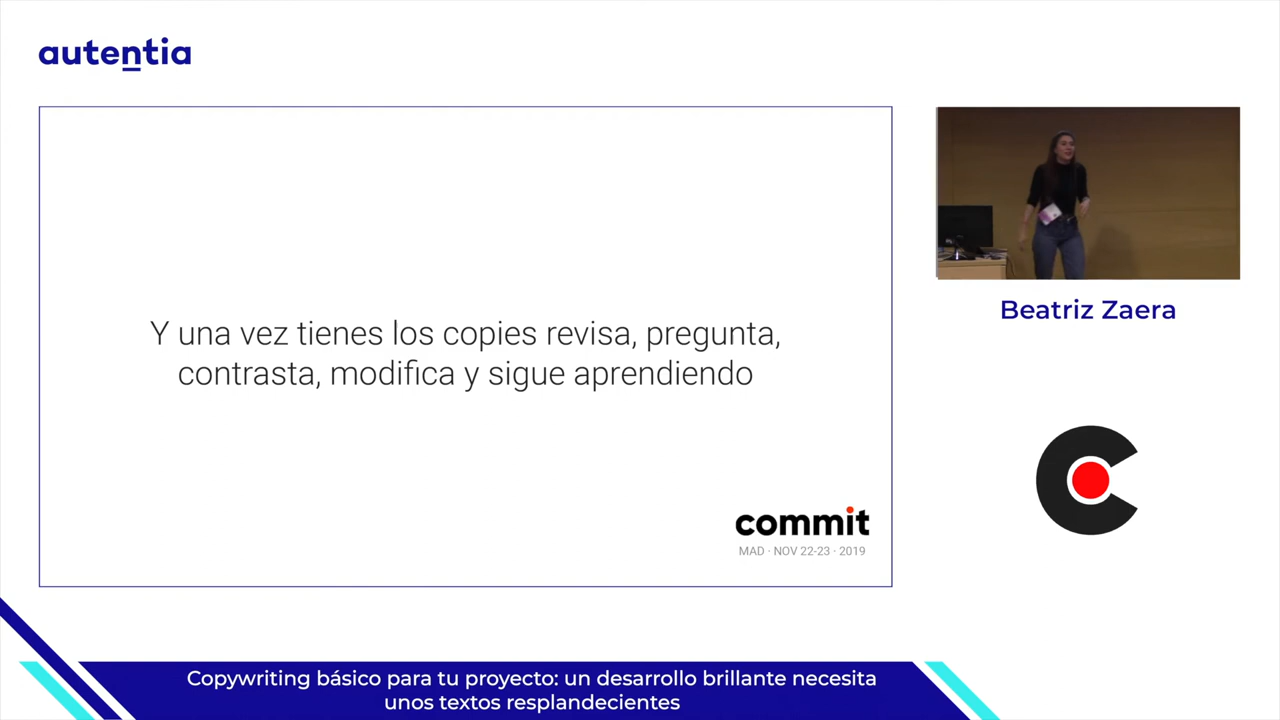 autentia
Y una vez tienes los copies revisa, pregunta,
contrasta, modifica y sigue aprendiendo
commit
MAD · NOV 22-23 · 2019
Beatriz Zaera
Copywriting básico para tu proyecto: un desarrollo brillante necesita
unos textos resplandecientes